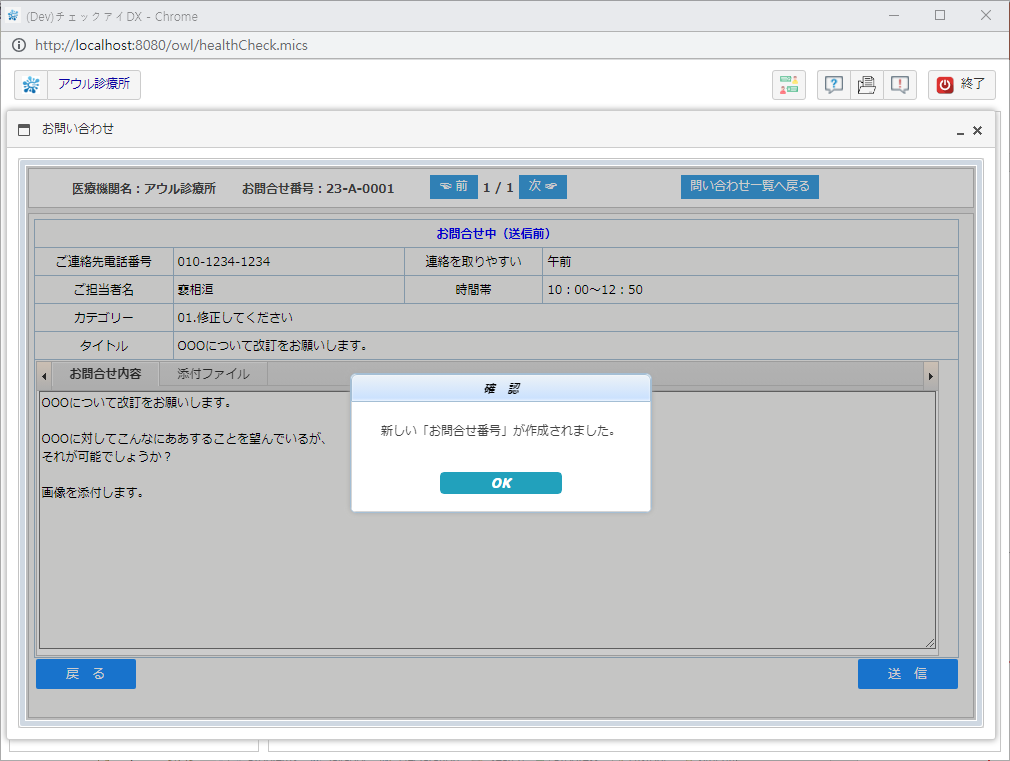 (Dev)チェックアイDX - Chrome
http://localhost:8080/owl/healthCheck.mics
アウル診療所
終了
お問い合わせ
医療機関名：アウル診療所 お問合せ番号：23-A-0001 前 1 / 1 次 問い合わせ一覧へ戻る
お問合せ中（送信前）
ご連絡先電話番号 010-1234-1234 連絡を取りやすい 午前
ご担当者名 裵相洹 時間帯 10：00～12：50
カテゴリー 01.修正してください
タイトル OOOについて改訂をお願いします。
お問合せ内容 添付ファイル
OOOについて改訂をお願いします。
OOOに対してこんなにああすることを望んでいるが、
それが可能でしょうか？
画像を添付します。
確 認
新しい「お問合せ番号」が作成されました。
OK
戻 る 送 信